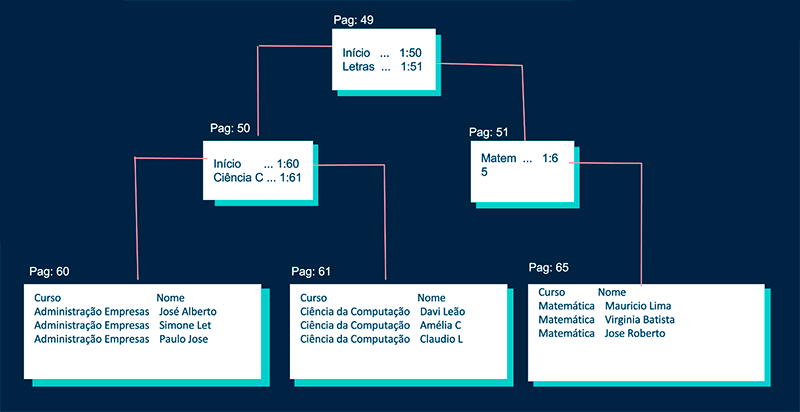 Pag: 49
Início ... 1:50
Letras ... 1:51
Pag: 50
Início ... 1:60
Ciência C ... 1:61
Pag: 51
Matem ... 1:6
5
Pag: 60
Curso Nome
Administração Empresas José Alberto
Administração Empresas Simone Let
Administração Empresas Paulo Jose
Pag: 61
Curso Nome
Ciência da Computação Davi Leão
Ciência da Computação Amélia C
Ciência da Computação Claudio L
Pag: 65
Curso Nome
Matemática Mauricio Lima
Matemática Virginia Batista
Matemática Jose Roberto